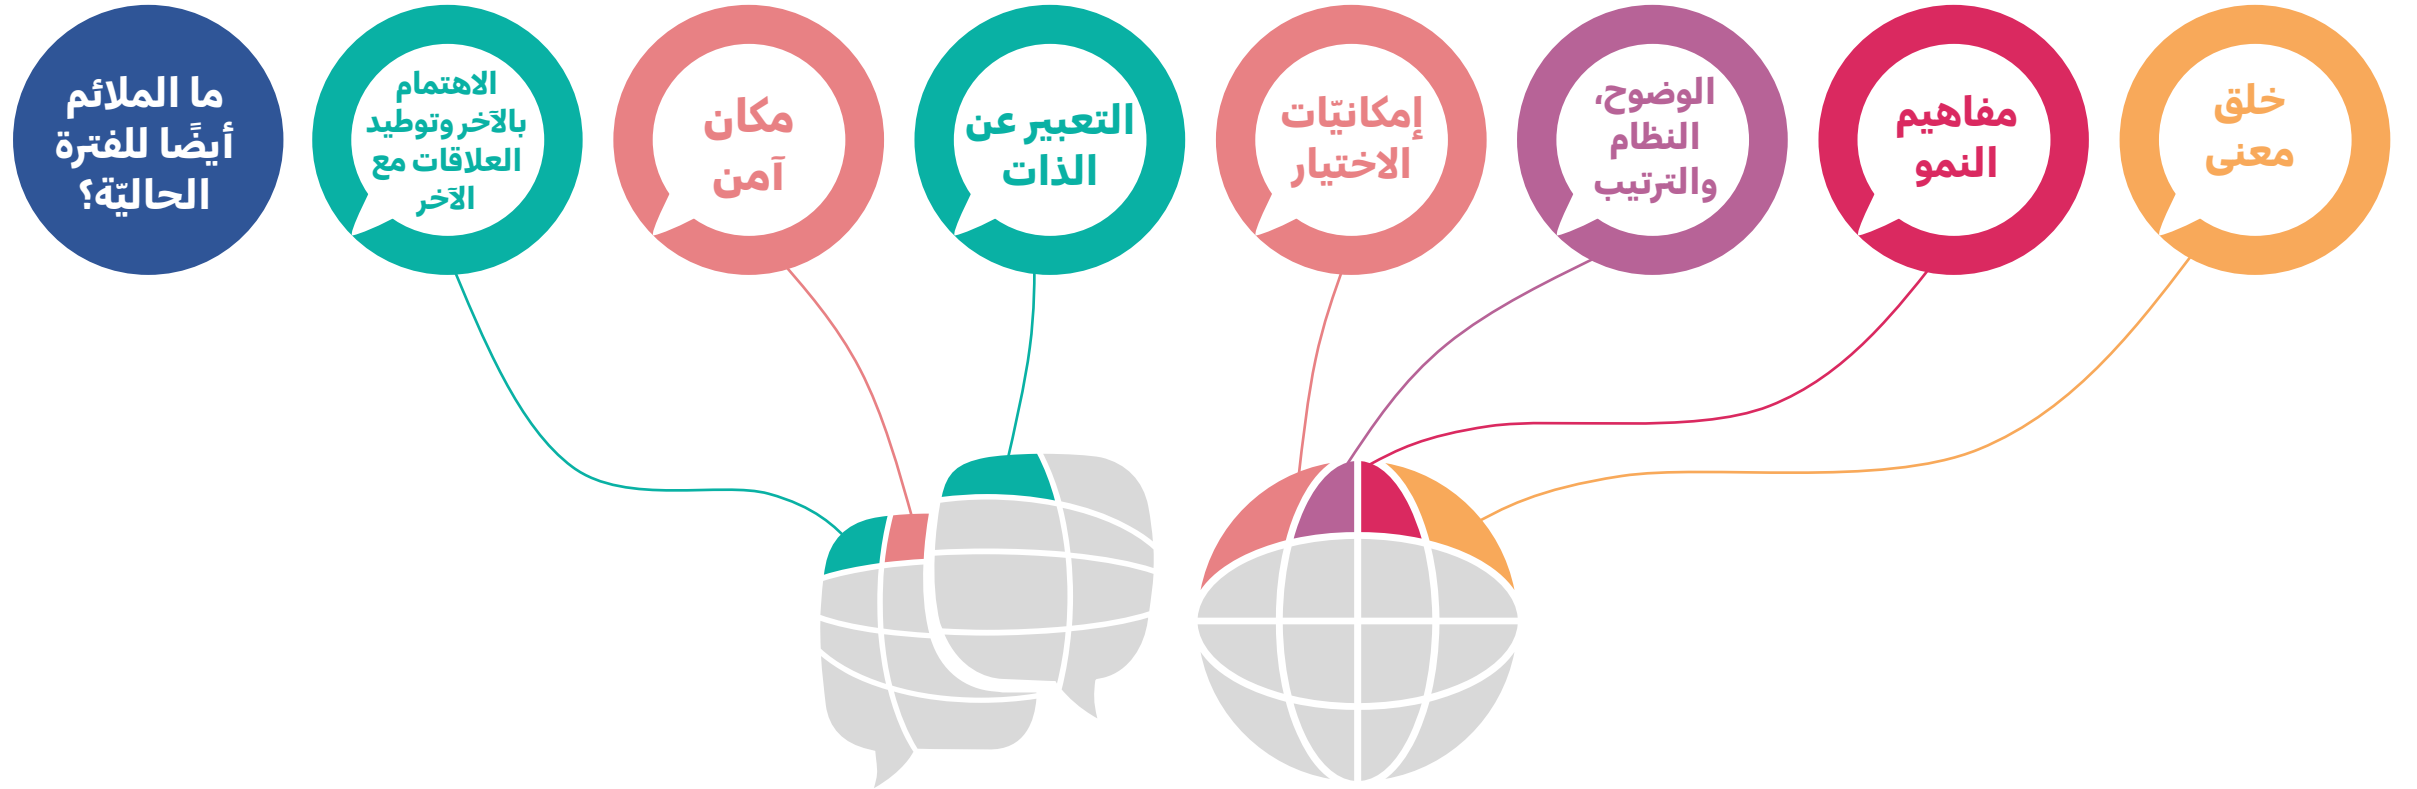 خلق
معنى
مفاهيم
النمو
الوضوح،
النظام
والترتيب
إمكانيّات
الاختيار
التعبير عن
الذات
مكان
آمن
الاهتمام
بالآخر وتوطيد
العلاقات مع
الآخر
ما الملائم
أيضًا للفترة
الحاليّة؟